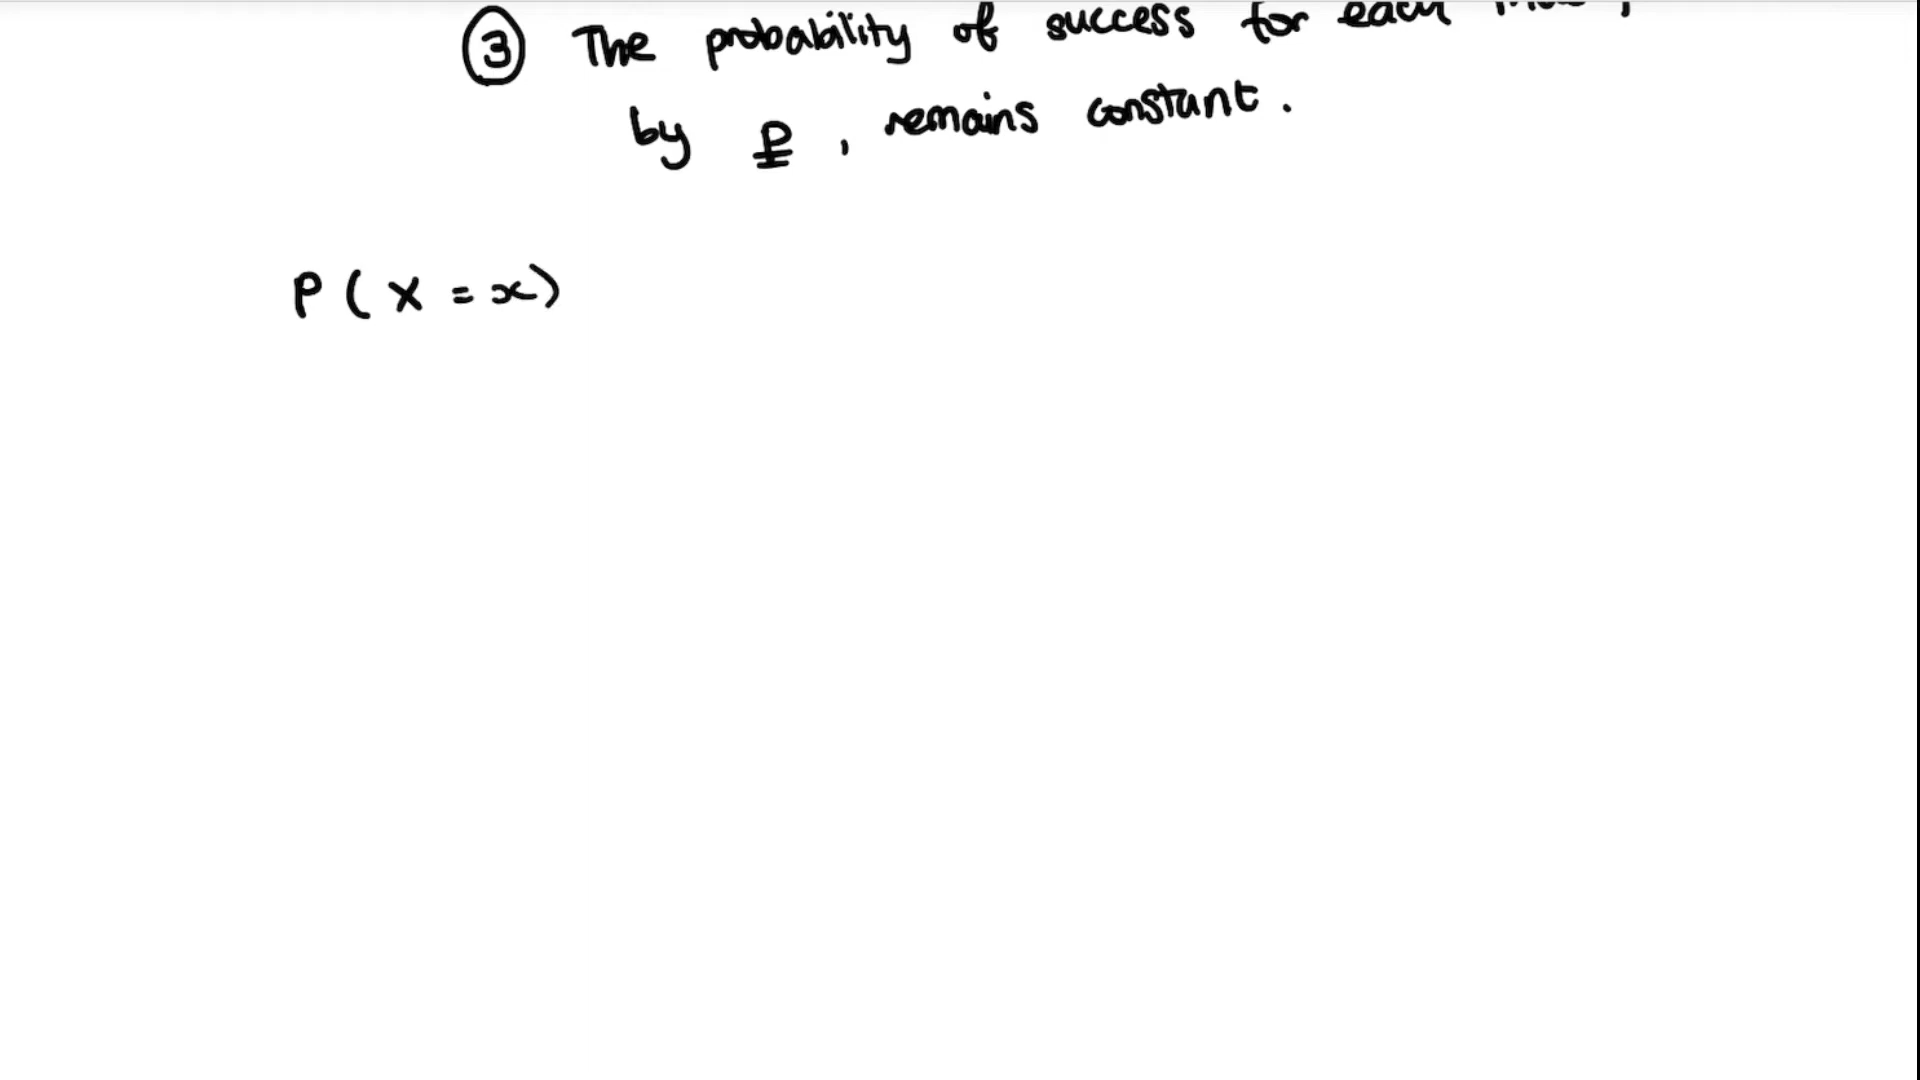 ③ The probability of success for each
by p, remains constant.
P(X = x)